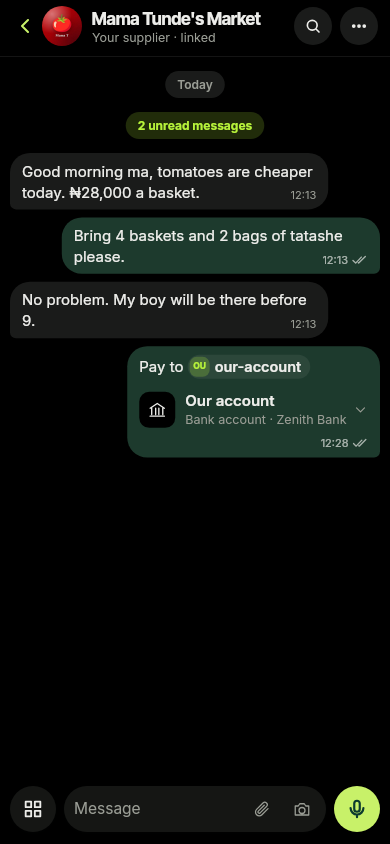 Mama Tunde's Market
Your supplier · linked
Today
2 unread messages
Good morning ma, tomatoes are cheaper
today. ₦28,000 a basket.
12:13
Bring 4 baskets and 2 bags of tatashe
please.
12:13
No problem. My boy will be there before
9.
12:13
Pay to OU our-account
Our account
Bank account · Zenith Bank
12:28
Message